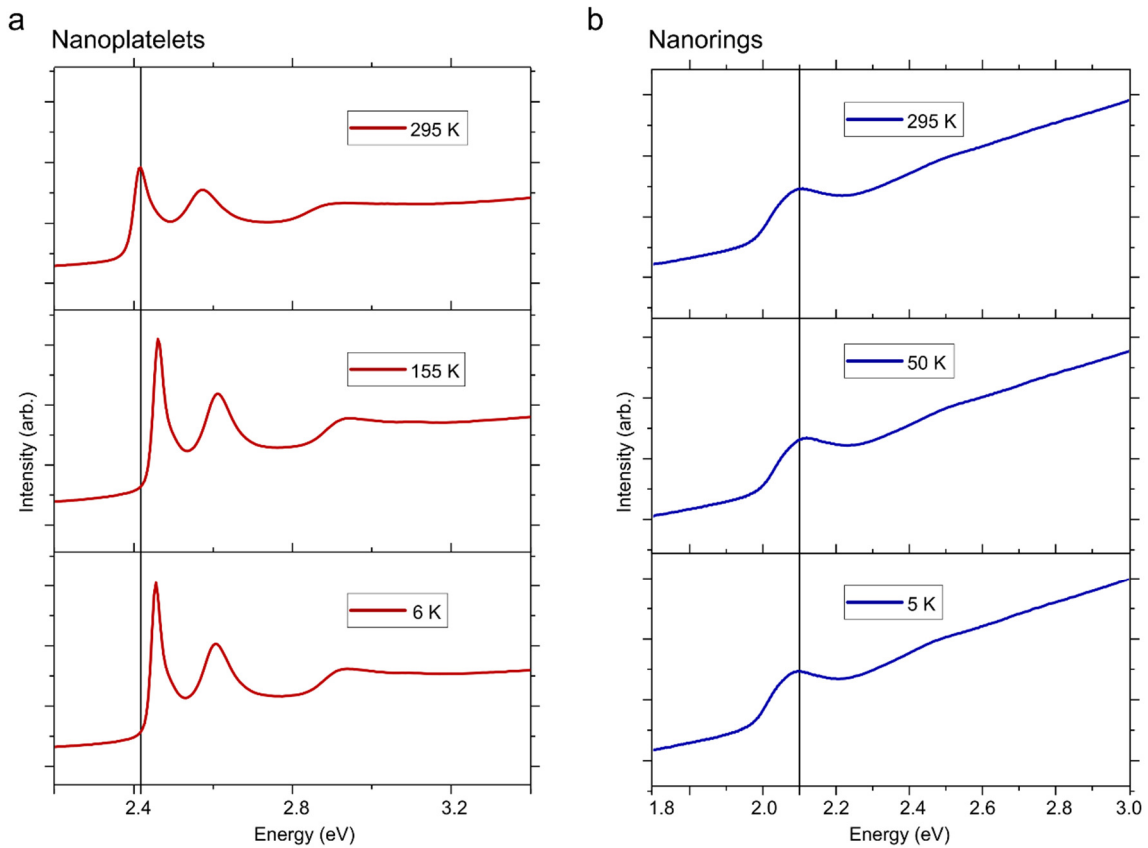 a
Nanoplatelets
295 K
155 K
6 K
Intensity (arb.)
2.4 2.8 3.2
Energy (eV)
b
Nanorings
295 K
50 K
5 K
Intensity (arb.)
1.8 2.0 2.2 2.4 2.6 2.8 3.0
Energy (eV)